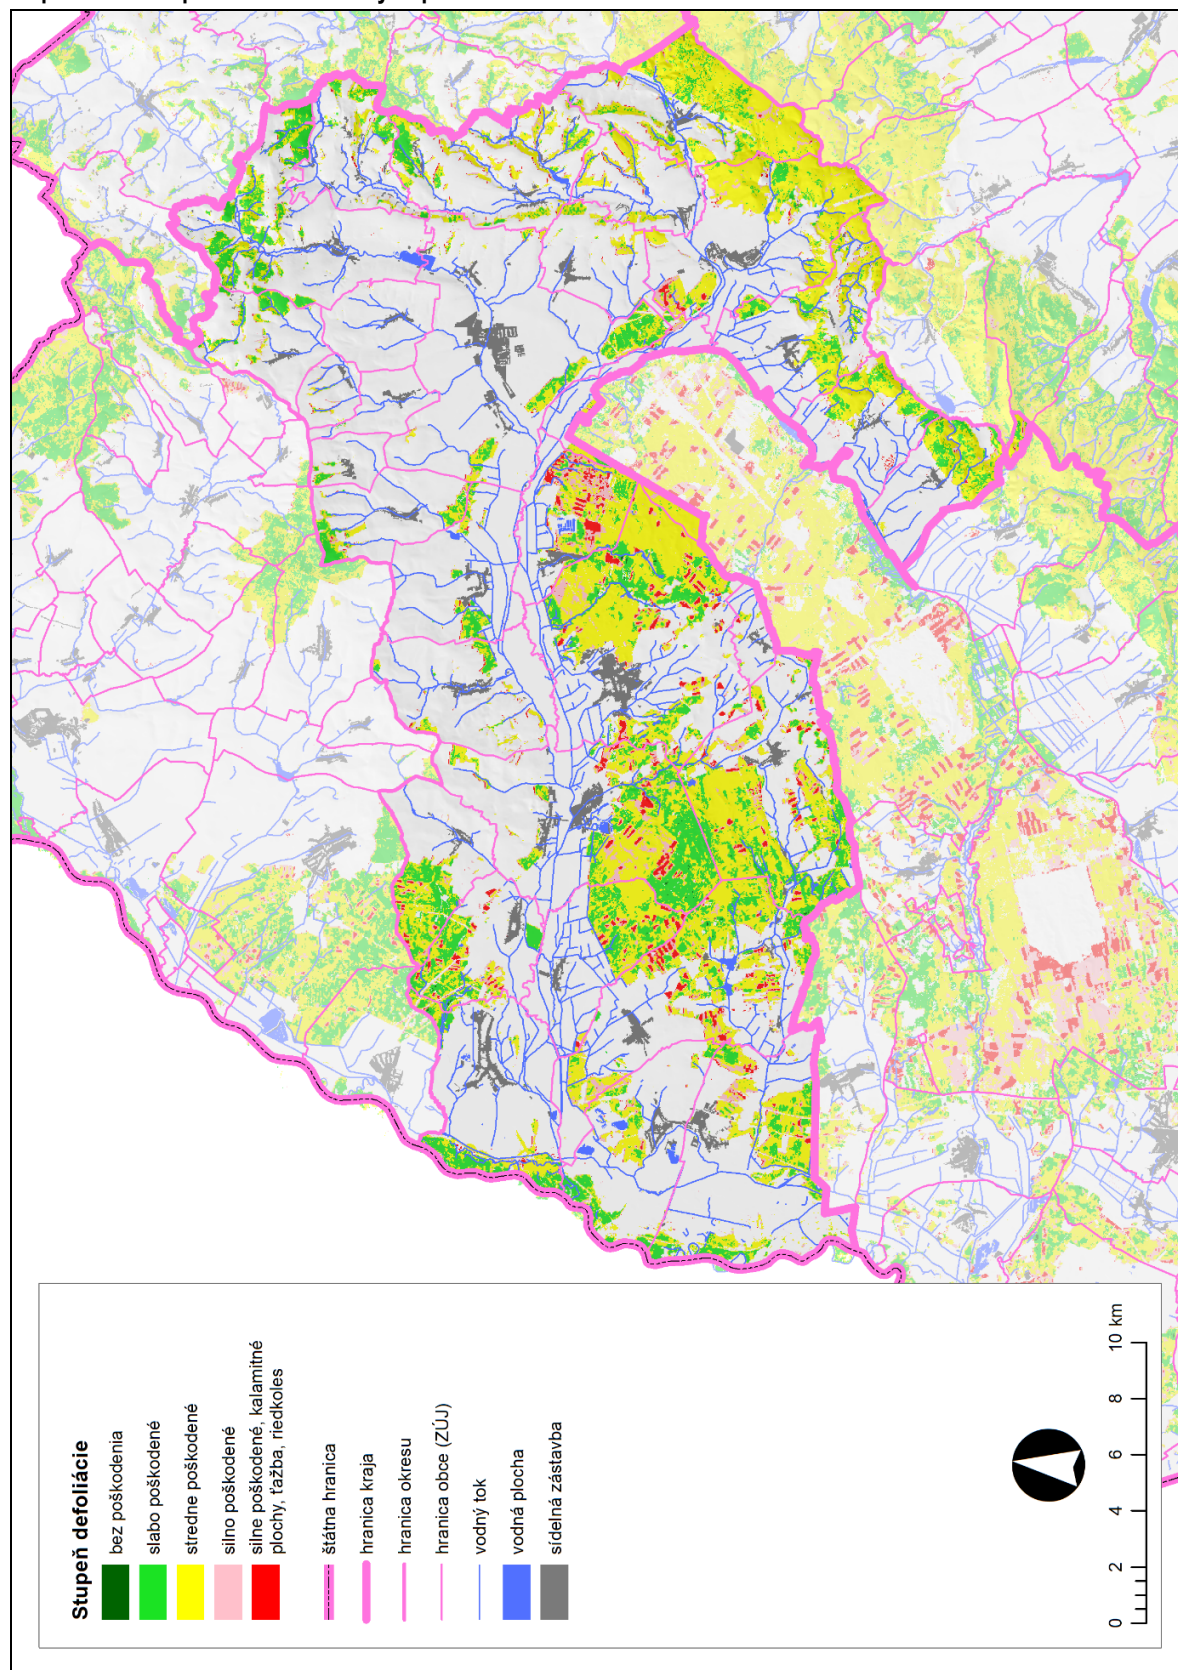 Stupeň defoliácie
bez poškodenia
slabo poškodené
stredne poškodené
silno poškodené
silne poškodené, kalamitné
plochy, ťažba, riedkoles
štátna hranica
hranica kraja
hranica okresu
hranica obce (ZÚJ)
vodný tok
vodná plocha
sídelná zástavba
0 2 4 6 8 10 km